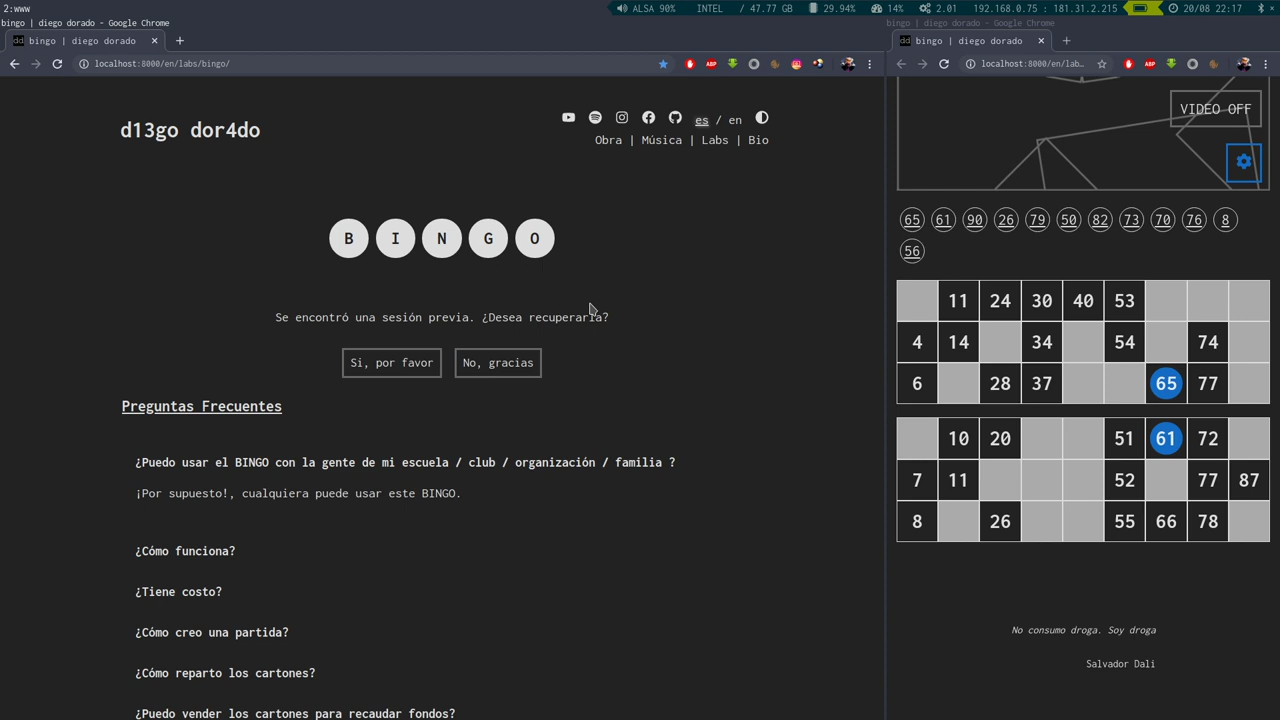 2:www
ALSA 90% INTEL / 47.77 GB 29.94% 14% 2.01 192.168.0.75 : 181.31.2.215 20/08 22:17
bingo | diego dorado - Google Chrome
bingo | diego dorado
localhost:8000/en/labs/bingo/
ABP
d13go dor4do
es / en
Obra | Música | Labs | Bio
B I N G O
Se encontró una sesión previa. ¿Desea recuperarla?
Si, por favor
No, gracias
Preguntas Frecuentes
¿Puedo usar el BINGO con la gente de mi escuela / club / organización / familia ?
¡Por supuesto!, cualquiera puede usar este BINGO.
¿Cómo funciona?
¿Tiene costo?
¿Cómo creo una partida?
¿Cómo reparto los cartones?
¿Puedo vender los cartones para recaudar fondos?
bingo | diego dorado - Google Chrome
bingo | diego dorado
localhost:8000/en/lab…
ABP
VIDEO OFF
65 61 90 26 79 50 82 73 70 76 8
56
11 24 30 40 53
4 14 34 54 74
6 28 37 65 77
10 20 51 61 72
7 11 52 77 87
8 26 55 66 78
No consumo droga. Soy droga
Salvador Dali